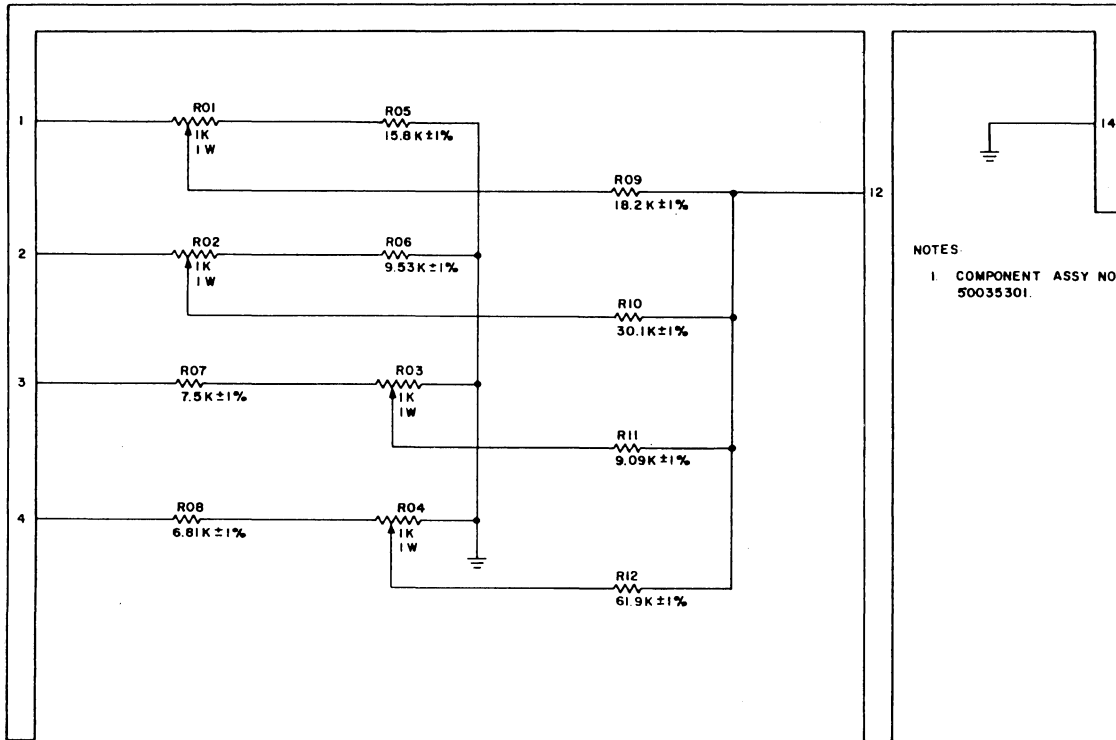 1
R01
1K
1W
R05
15.8K±1%
R09
18.2K±1%
12
14
2
R02
1K
1W
R06
9.53K±1%
R10
30.1K±1%
NOTES:
1. COMPONENT ASSY NO
50035301.
3
R07
7.5K±1%
R03
1K
1W
R11
9.09K±1%
4
R08
6.81K±1%
R04
1K
1W
R12
61.9K±1%